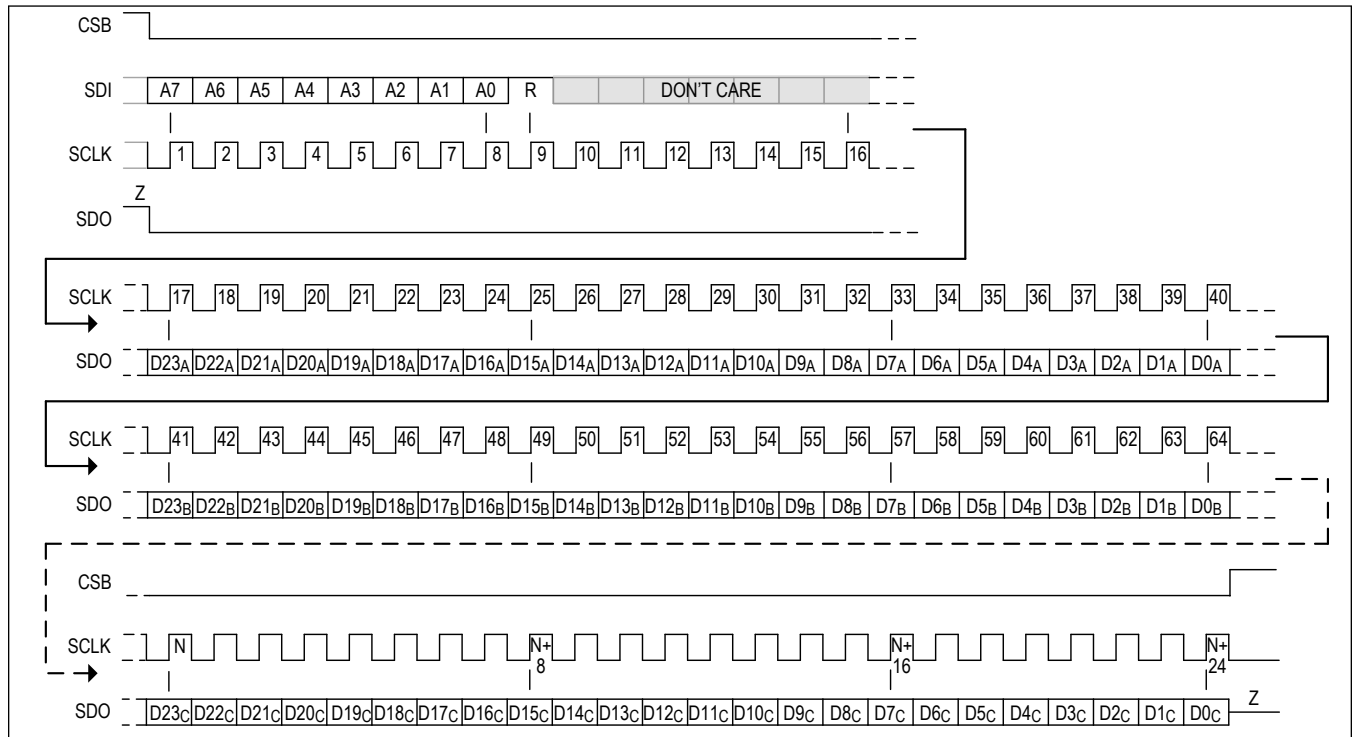 CSB
SDI A7 A6 A5 A4 A3 A2 A1 A0 R DON'T CARE
SCLK 1 2 3 4 5 6 7 8 9 10 11 12 13 14 15 16
Z
SDO
SCLK 17 18 19 20 21 22 23 24 25 26 27 28 29 30 31 32 33 34 35 36 37 38 39 40
SDO D23A D22A D21A D20A D19A D18A D17A D16A D15A D14A D13A D12A D11A D10A D9A D8A D7A D6A D5A D4A D3A D2A D1A D0A
SCLK 41 42 43 44 45 46 47 48 49 50 51 52 53 54 55 56 57 58 59 60 61 62 63 64
SDO D23B D22B D21B D20B D19B D18B D17B D16B D15B D14B D13B D12B D11B D10B D9B D8B D7B D6B D5B D4B D3B D2B D1B D0B
CSB
SCLK N N+ 8 N+ 16 N+ 24
SDO D23C D22C D21C D20C D19C D18C D17C D16C D15C D14C D13C D12C D11C D10C D9C D8C D7C D6C D5C D4C D3C D2C D1C D0C Z